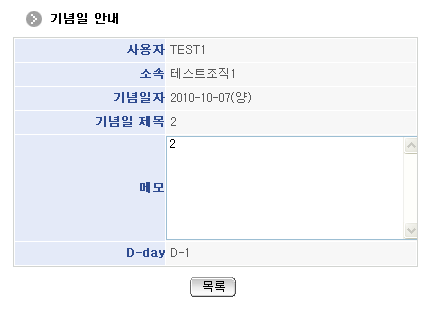 기념일 안내
사용자 TEST1
소속 테스트조직1
기념일자 2010-10-07(양)
기념일 제목 2
메모 2
D-day D-1
목록